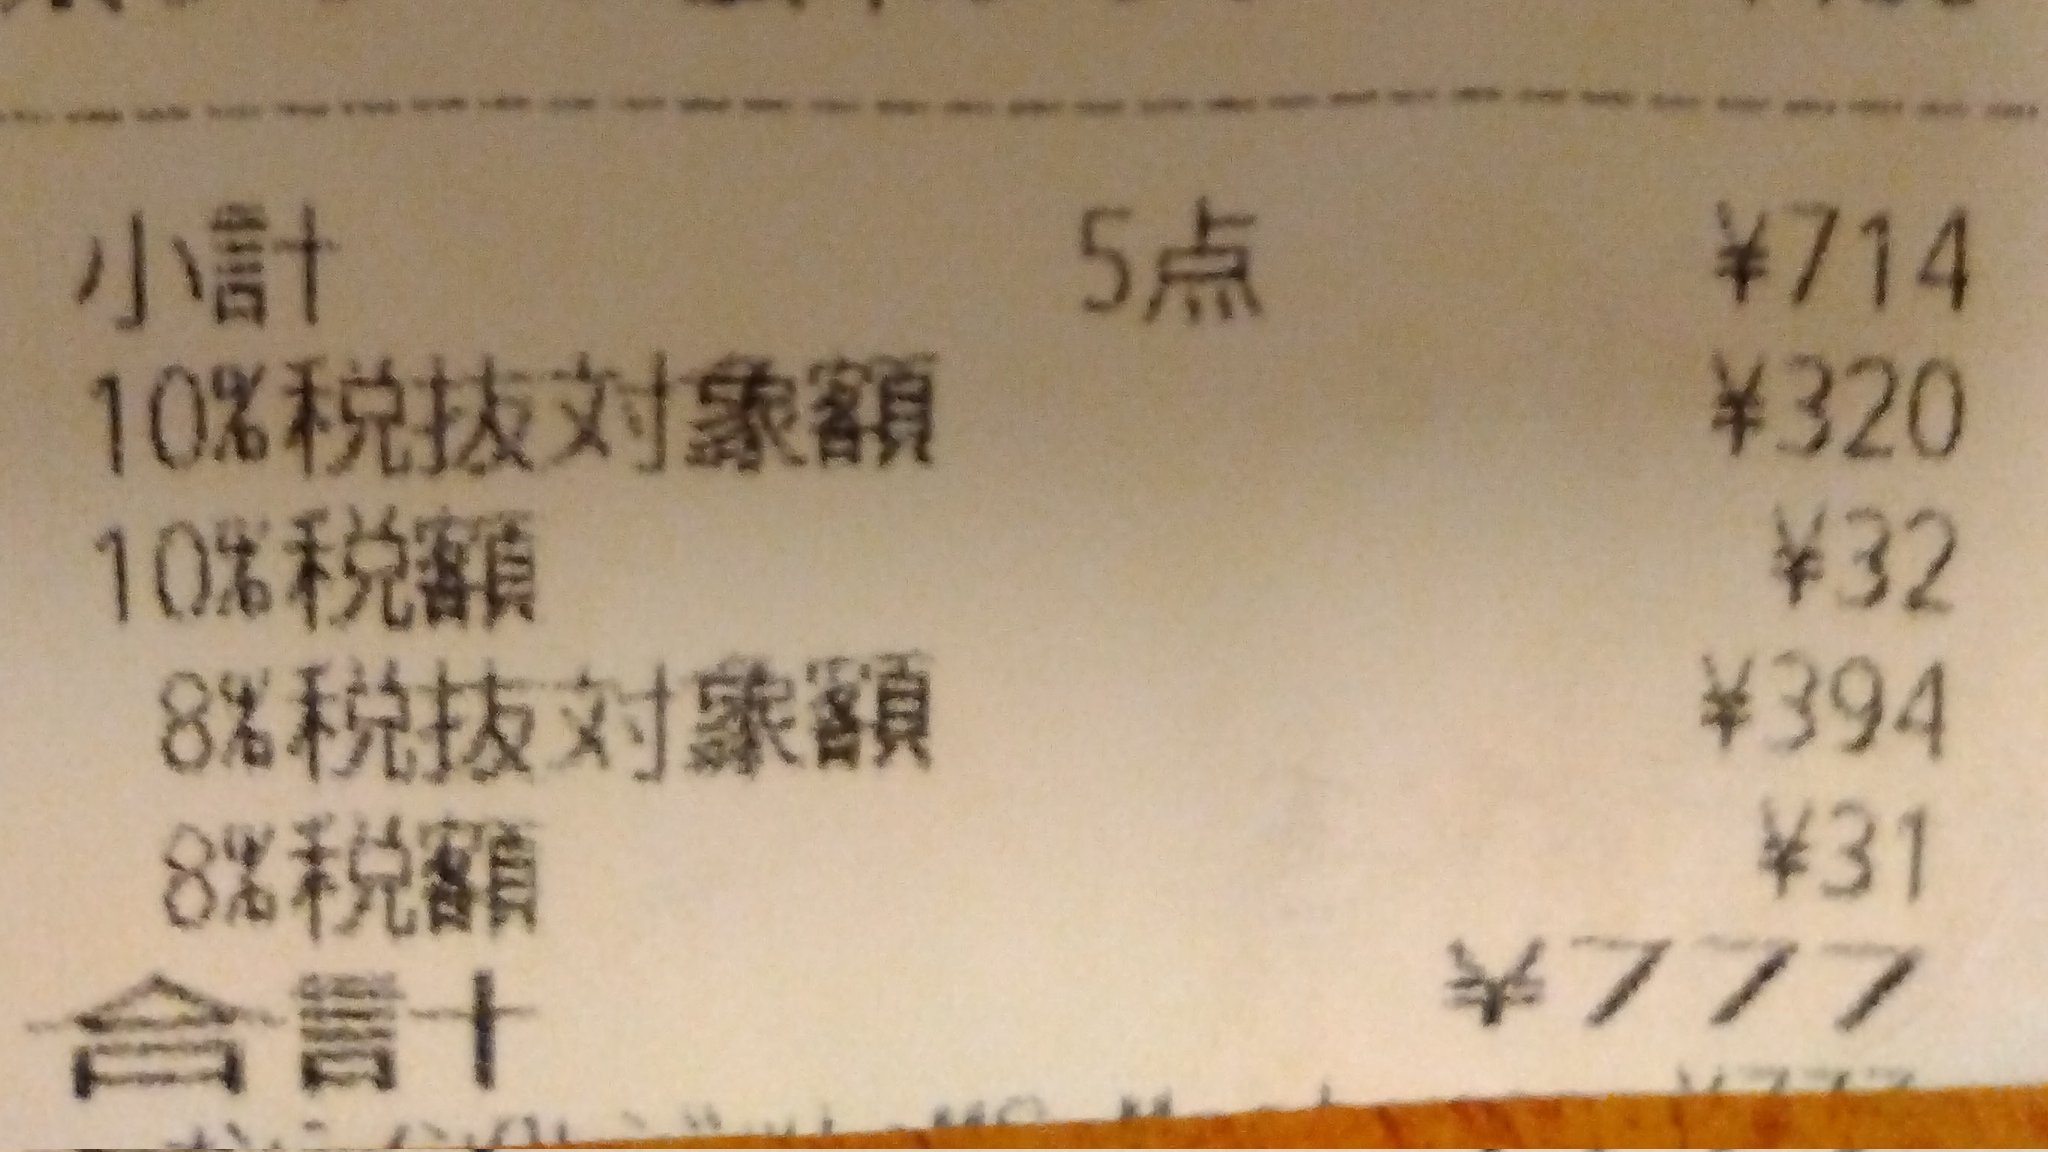 小計 5点 ¥714
10%税抜対象額 ¥320
10%税額 ¥32
8%税抜対象額 ¥394
8%税額 ¥31
合計 ¥777